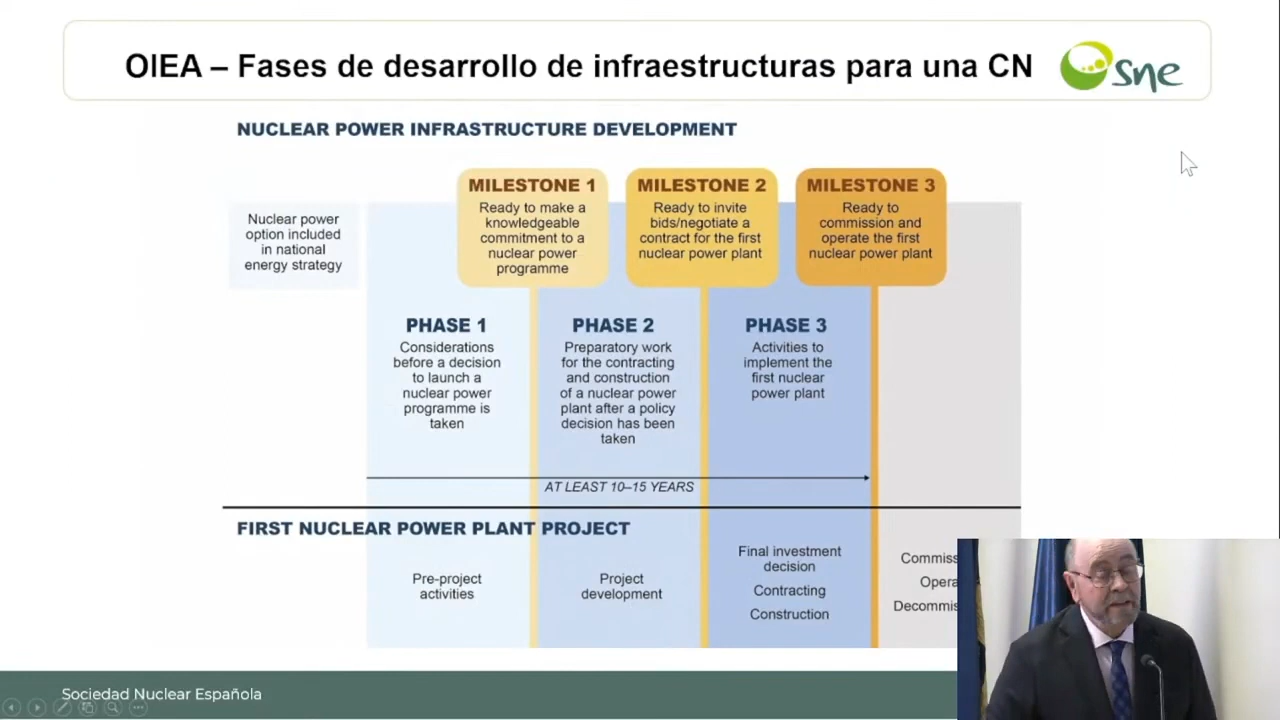 OIEA – Fases de desarrollo de infraestructuras para una CN
sne
NUCLEAR POWER INFRASTRUCTURE DEVELOPMENT
Nuclear power
option included
in national
energy strategy
MILESTONE 1
Ready to make a
knowledgeable
commitment to a
nuclear power
programme
MILESTONE 2
Ready to invite
bids/negotiate a
contract for the first
nuclear power plant
MILESTONE 3
Ready to
commission and
operate the first
nuclear power plant
PHASE 1
Considerations
before a decision
to launch a
nuclear power
programme is
taken
PHASE 2
Preparatory work
for the contracting
and construction
of a nuclear power
plant after a policy
decision has been
taken
PHASE 3
Activities to
implement the
first nuclear
power plant
AT LEAST 10–15 YEARS
FIRST NUCLEAR POWER PLANT PROJECT
Pre-project
activities
Project
development
Final investment
decision
Contracting
Construction
Sociedad Nuclear Española